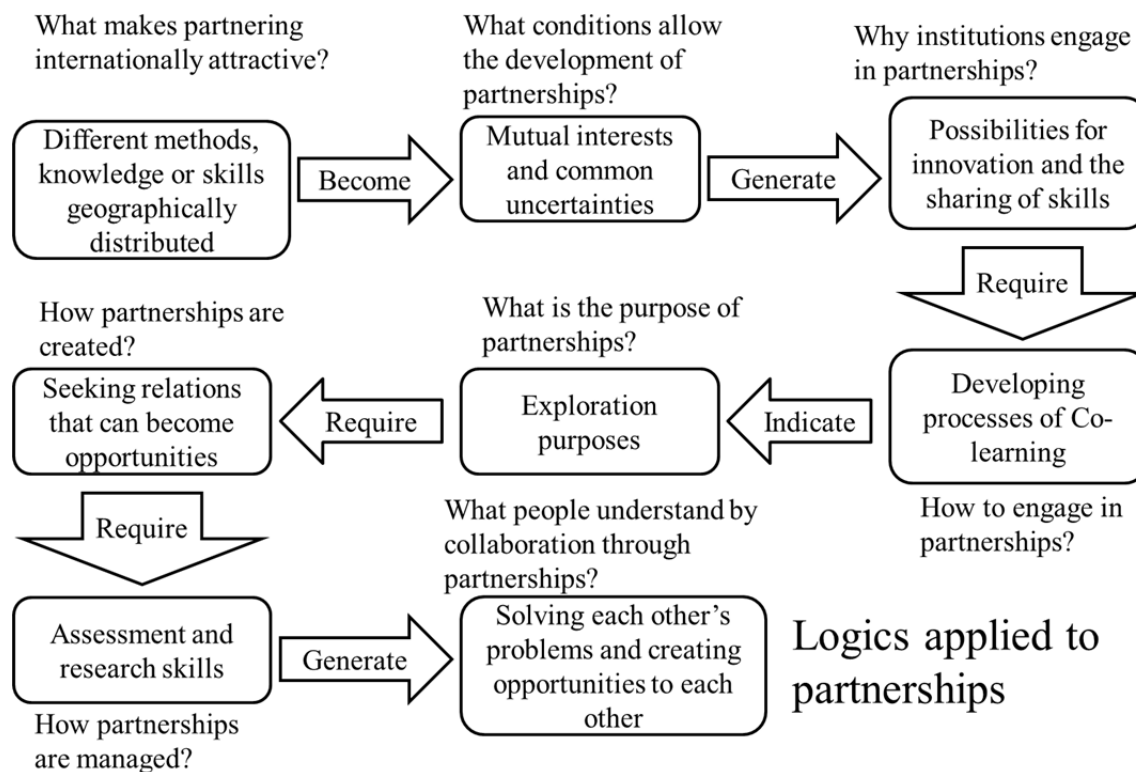 What makes partnering
internationally attractive?
Different methods,
knowledge or skills
geographically
distributed
Become
What conditions allow
the development of
partnerships?
Mutual interests
and common
uncertainties
Generate
Why institutions engage
in partnerships?
Possibilities for
innovation and the
sharing of skills
Require
Developing
processes of Co-
learning
How to engage in
partnerships?
Indicate
What is the purpose of
partnerships?
Exploration
purposes
Require
How partnerships are
created?
Seeking relations
that can become
opportunities
Require
Assessment and
research skills
How partnerships
are managed?
Generate
What people understand by
collaboration through
partnerships?
Solving each other’s
problems and creating
opportunities to each
other
Logics applied to
partnerships